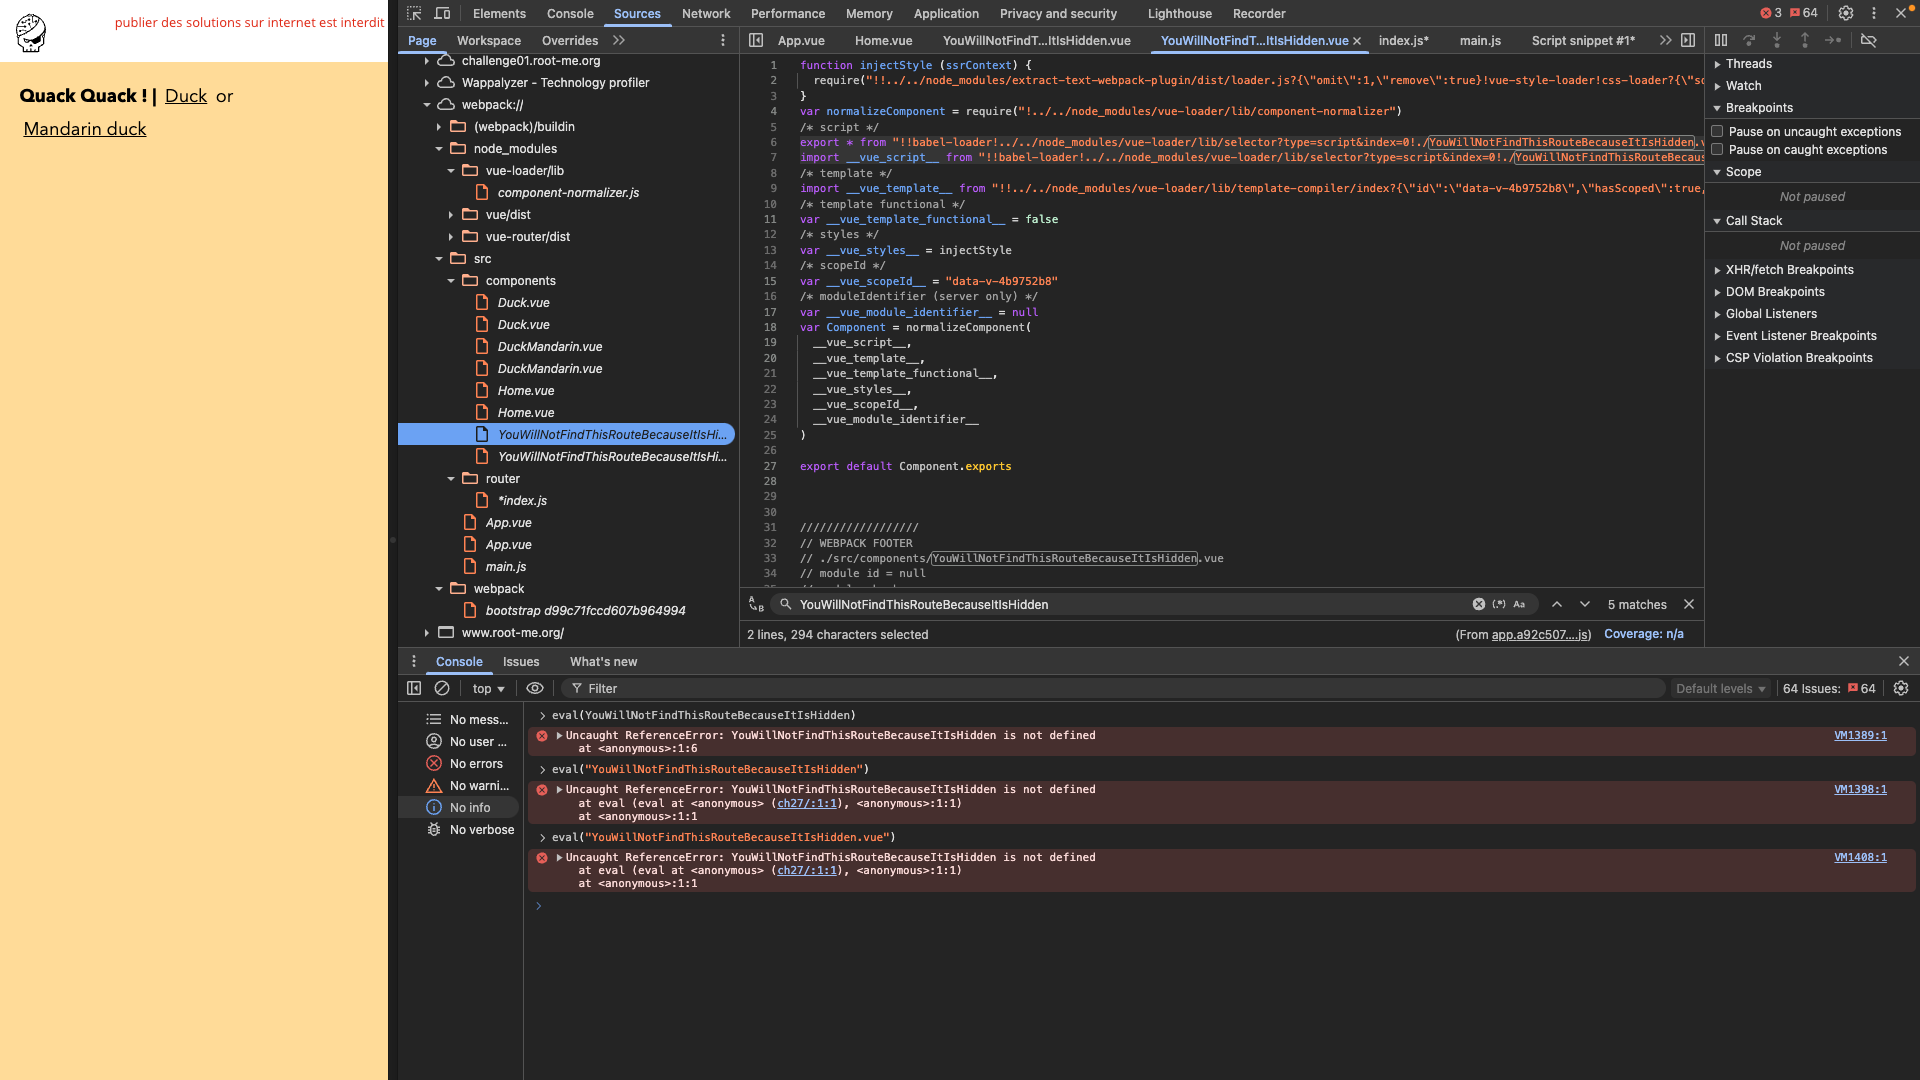 publier des solutions sur internet est interdit
Quack Quack ! | Duck or
Mandarin duck
Elements Console Sources Network Performance Memory Application Privacy and security Lighthouse Recorder 3 64
Page Workspace Overrides
challenge01.root-me.org
Wappalyzer - Technology profiler
webpack://
(webpack)/buildin
node_modules
vue-loader/lib
component-normalizer.js
vue/dist
vue-router/dist
src
components
Duck.vue
Duck.vue
DuckMandarin.vue
DuckMandarin.vue
Home.vue
Home.vue
YouWillNotFindThisRouteBecauseItIsHi...
YouWillNotFindThisRouteBecauseItIsHi...
router
*index.js
App.vue
App.vue
main.js
webpack
bootstrap d99c71fccd607b964994
www.root-me.org/
App.vue Home.vue YouWillNotFindT...ItIsHidden.vue YouWillNotFindT...ItIsHidden.vue index.js* main.js Script snippet #1*
1 function injectStyle (ssrContext) {
2 require("!!../../node_modules/extract-text-webpack-plugin/dist/loader.js?{\"omit\":1,\"remove\":true}!vue-style-loader!css-loader?{\"so
3 }
4 var normalizeComponent = require("!../../node_modules/vue-loader/lib/component-normalizer")
5 /* script */
6 export * from "!!babel-loader!../../node_modules/vue-loader/lib/selector?type=script&index=0!./YouWillNotFindThisRouteBecauseItIsHidden.v
7 import __vue_script__ from "!!babel-loader!../../node_modules/vue-loader/lib/selector?type=script&index=0!./YouWillNotFindThisRouteBecaus
8 /* template */
9 import __vue_template__ from "!!../../node_modules/vue-loader/lib/template-compiler/index?{\"id\":\"data-v-4b9752b8\",\"hasScoped\":true,
10 /* template functional */
11 var __vue_template_functional__ = false
12 /* styles */
13 var __vue_styles__ = injectStyle
14 /* scopeId */
15 var __vue_scopeId__ = "data-v-4b9752b8"
16 /* moduleIdentifier (server only) */
17 var __vue_module_identifier__ = null
18 var Component = normalizeComponent(
19 __vue_script__,
20 __vue_template__,
21 __vue_template_functional__,
22 __vue_styles__,
23 __vue_scopeId__,
24 __vue_module_identifier__
25 )
26
27 export default Component.exports
28
29
30
31 //////////////////
32 // WEBPACK FOOTER
33 // ./src/components/YouWillNotFindThisRouteBecauseItIsHidden.vue
34 // module id = null
YouWillNotFindThisRouteBecauseItIsHidden (.*) Aa 5 matches
2 lines, 294 characters selected (From app.a92c507....js) Coverage: n/a
Threads
Watch
Breakpoints
Pause on uncaught exceptions
Pause on caught exceptions
Scope
Not paused
Call Stack
Not paused
XHR/fetch Breakpoints
DOM Breakpoints
Global Listeners
Event Listener Breakpoints
CSP Violation Breakpoints
Console Issues What's new
top Filter Default levels 64 Issues: 64
No mess...
No user ...
No errors
No warni...
No info
No verbose
eval(YouWillNotFindThisRouteBecauseItIsHidden)
Uncaught ReferenceError: YouWillNotFindThisRouteBecauseItIsHidden is not defined VM1389:1
at <anonymous>:1:6
eval("YouWillNotFindThisRouteBecauseItIsHidden")
Uncaught ReferenceError: YouWillNotFindThisRouteBecauseItIsHidden is not defined VM1398:1
at eval (eval at <anonymous> (ch27/:1:1), <anonymous>:1:1)
at <anonymous>:1:1
eval("YouWillNotFindThisRouteBecauseItIsHidden.vue")
Uncaught ReferenceError: YouWillNotFindThisRouteBecauseItIsHidden is not defined VM1408:1
at eval (eval at <anonymous> (ch27/:1:1), <anonymous>:1:1)
at <anonymous>:1:1